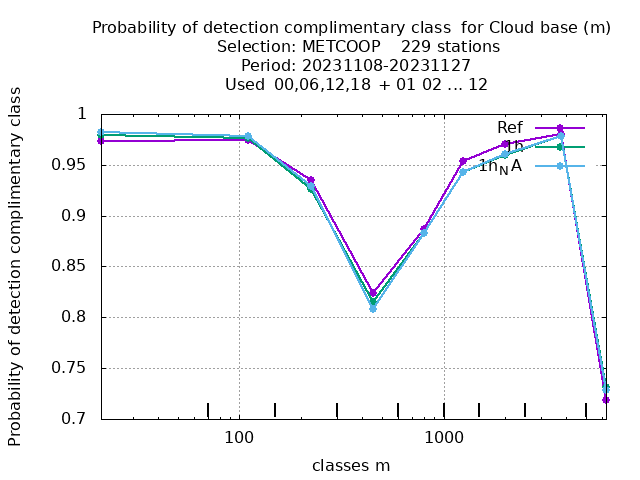 Probability of detection complimentary class for Cloud base (m)
Selection: METCOOP 229 stations
Period: 20231108-20231127
Used 00,06,12,18 + 01 02 ... 12
Probability of detection complimentary class
1
0.95
0.9
0.85
0.8
0.75
0.7
Ref
1h
1h_NA
100
1000
classes m